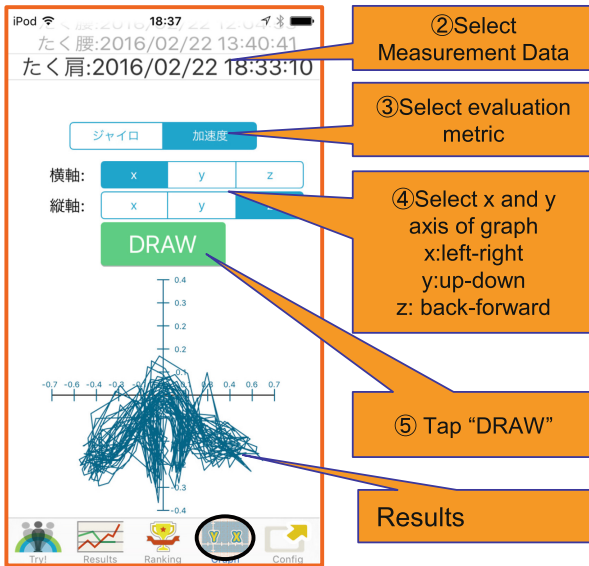 iPod 18:37
たく腰:2016/02/22 13:40:41
たく肩:2016/02/22 18:33:10
ジャイロ 加速度
横軸: x y z
縦軸: x y
DRAW
0.4
0.2
0.2
0.1
-0.7 -0.6 -0.4 -0.3 0.4 0.6 0.7
-0.4
Try! Results Ranking Graph Config
Y X
②Select
Measurement Data
③Select evaluation
metric
④Select x and y
axis of graph
x:left-right
y:up-down
z: back-forward
⑤ Tap “DRAW”
Results